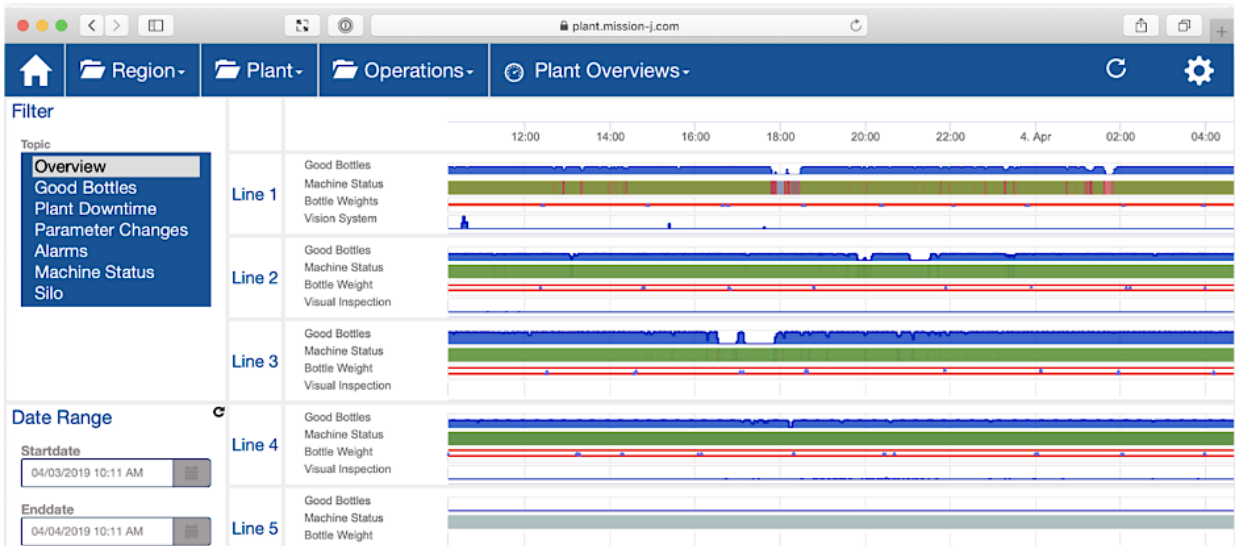 plant.mission-j.com
Region
Plant
Operations
Plant Overviews
Filter
Topic
Overview
Good Bottles
Plant Downtime
Parameter Changes
Alarms
Machine Status
Silo
Date Range
Startdate
04/03/2019 10:11 AM
Enddate
04/04/2019 10:11 AM
12:00 14:00 16:00 18:00 20:00 22:00 4. Apr 02:00 04:00
Line 1
Good Bottles
Machine Status
Bottle Weights
Vision System
Line 2
Good Bottles
Machine Status
Bottle Weight
Visual Inspection
Line 3
Good Bottles
Machine Status
Bottle Weight
Visual Inspection
Line 4
Good Bottles
Machine Status
Bottle Weight
Visual Inspection
Line 5
Good Bottles
Machine Status
Bottle Weight